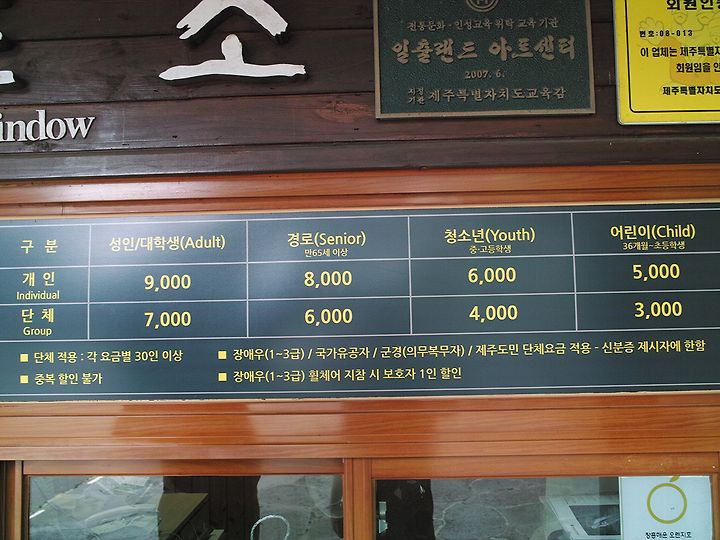 소
indow
전통문화·인성교육 위탁 교육 기관
일출랜드 아트센터
2007. 6.
지정기관 제주특별자치도교육감
회원인
번호:08-013
이 업체는 제주특별자
회원임을 인
제주특별자치도
구 분 성인/대학생(Adult) 경로(Senior) 만65세 이상 청소년(Youth) 중·고등학생 어린이(Child) 36개월~초등학생
개 인 Individual 9,000 8,000 6,000 5,000
단 체 Group 7,000 6,000 4,000 3,000
■ 단체 적용 : 각 요금별 30인 이상 ■ 장애우(1~3급) / 국가유공자 / 군경(의무복무자) / 제주도민 단체요금 적용 - 신분증 제시자에 한함
■ 중복 할인 불가 ■ 장애우(1~3급) 휠체어 지참 시 보호자 1인 할인